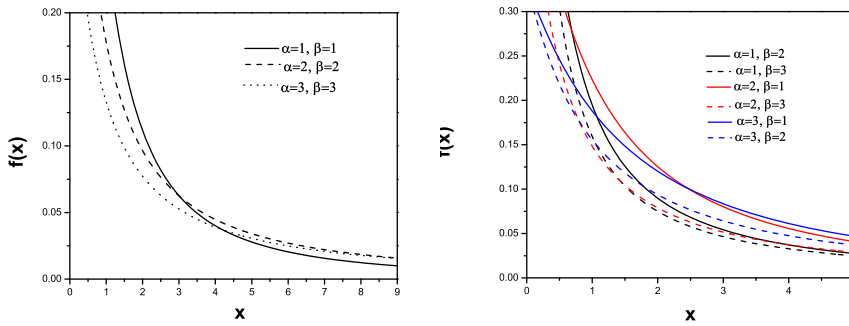 0.20
0.15
0.10
0.05
0.00
f(x)
α=1, β=1
α=2, β=2
α=3, β=3
0 1 2 3 4 5 6 7 8 9
x
0.30
0.25
0.20
0.15
0.10
0.05
0.00
α=1, β=2
α=1, β=3
α=2, β=1
α=2, β=3
α=3, β=1
α=3, β=2
0 1 2 3 4
x